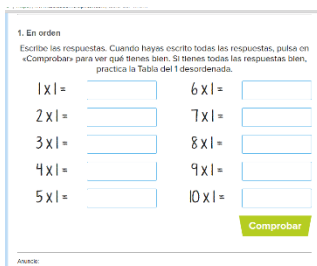 1. En orden
Escribe las respuestas. Cuando hayas escrito todas las respuestas, pulsa en
«Comprobar» para ver qué tienes bien. Si tienes todas las respuestas bien,
practica la Tabla del 1 desordenada.
1x1=
6x1=
2x1=
7x1=
3x1=
8x1=
4x1=
9x1=
5x1=
10x1=
Comprobar
Anuncio: